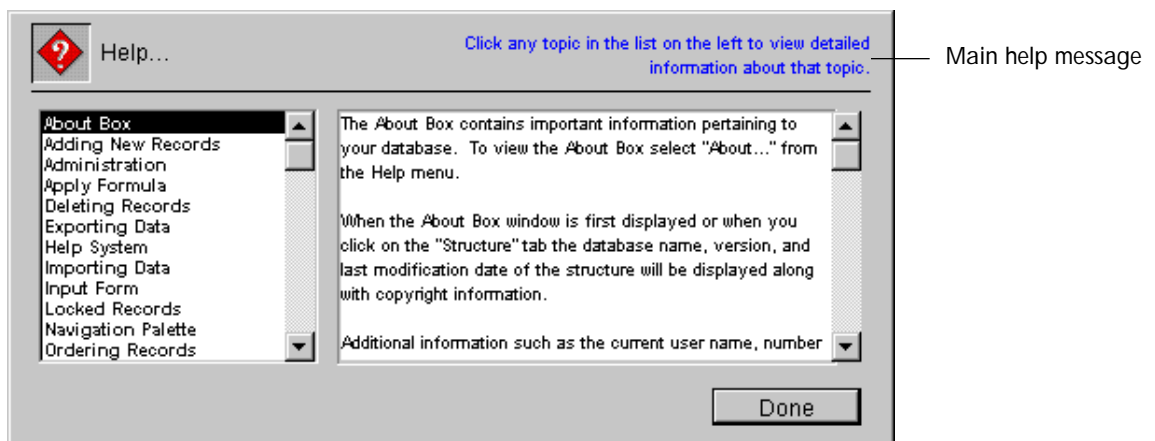 ?
Help...
Click any topic in the list on the left to view detailed
information about that topic.
Main help message
About Box
Adding New Records
Administration
Apply Formula
Deleting Records
Exporting Data
Help System
Importing Data
Input Form
Locked Records
Navigation Palette
Ordering Records
The About Box contains important information pertaining to
your database.  To view the About Box select "About..." from
the Help menu.
When the About Box window is first displayed or when you
click on the "Structure" tab the database name, version, and
last modification date of the structure will be displayed along
with copyright information.
Additional information such as the current user name, number
Done